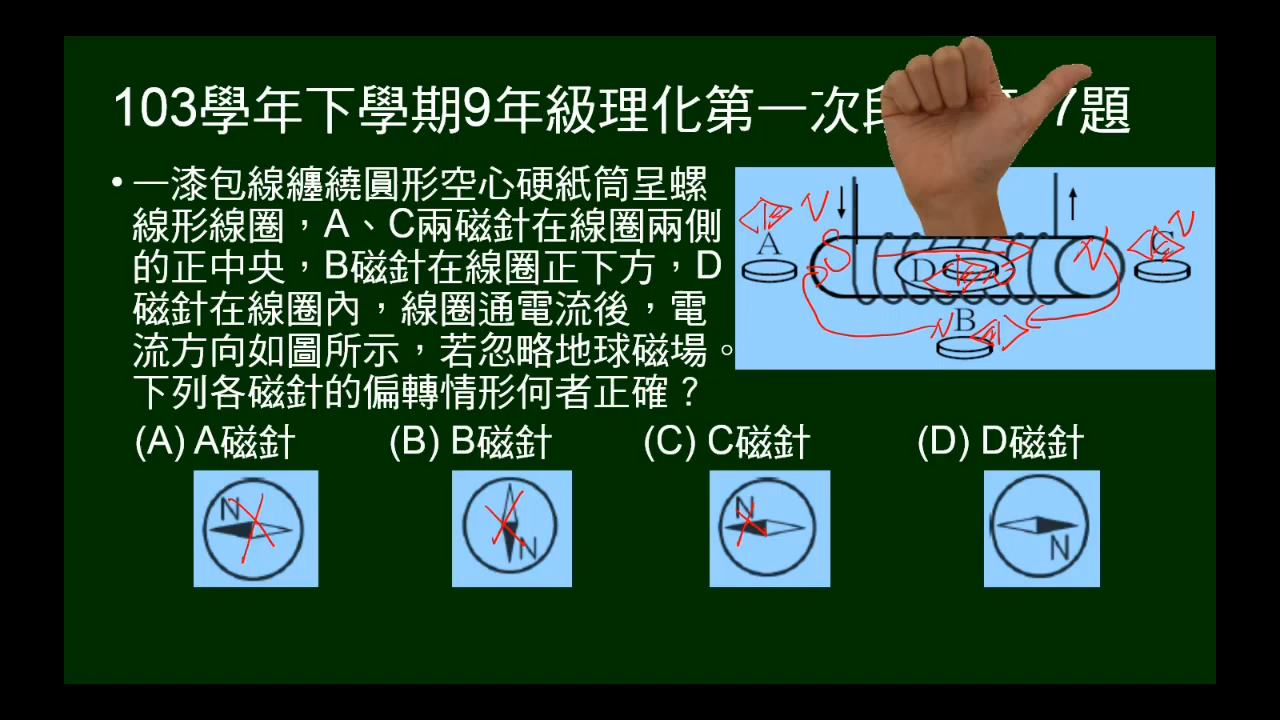 103學年下學期9年級理化第一次段 7題
• 一漆包線纏繞圓形空心硬紙筒呈螺
線形線圈，A、C兩磁針在線圈兩側
的正中央，B磁針在線圈正下方，D
磁針在線圈內，線圈通電流後，電
流方向如圖所示，若忽略地球磁場。
下列各磁針的偏轉情形何者正確？
N N
A S D N C
B
N
(A) A磁針 (B) B磁針 (C) C磁針 (D) D磁針
N N N N